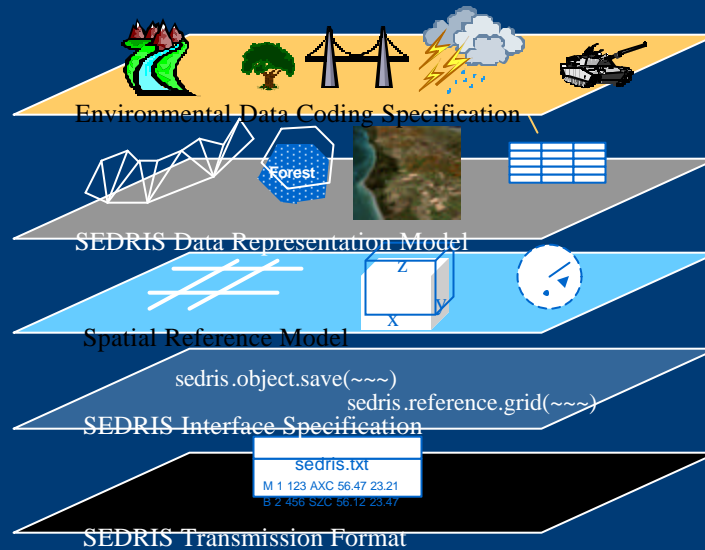 Environmental Data Coding Specification
Forest
SEDRIS Data Representation Model
z
y
x
Spatial Reference Model
sedris.object.save(~~~)
sedris.reference.grid(~~~)
SEDRIS Interface Specification
sedris.txt
M 1 123 AXC 56.47 23.21
B 2 456 SZC 56.12 23.47
SEDRIS Transmission Format